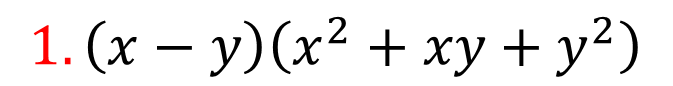 1. (x − y)(x² + xy + y²)